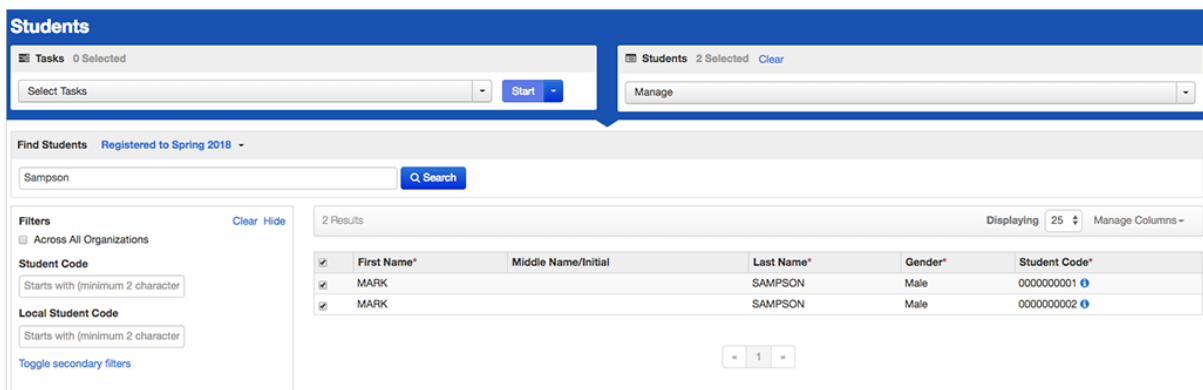 Students
Tasks 0 Selected
Select Tasks
Start
Students 2 Selected Clear
Manage
Find Students Registered to Spring 2018
Sampson
Search
Filters Clear Hide
Across All Organizations
Student Code
Starts with (minimum 2 character
Local Student Code
Starts with (minimum 2 character
Toggle secondary filters
2 Results Displaying 25 Manage Columns
First Name* Middle Name/Initial Last Name* Gender* Student Code*
MARK SAMPSON Male 0000000001
MARK SAMPSON Male 0000000002
« 1 »